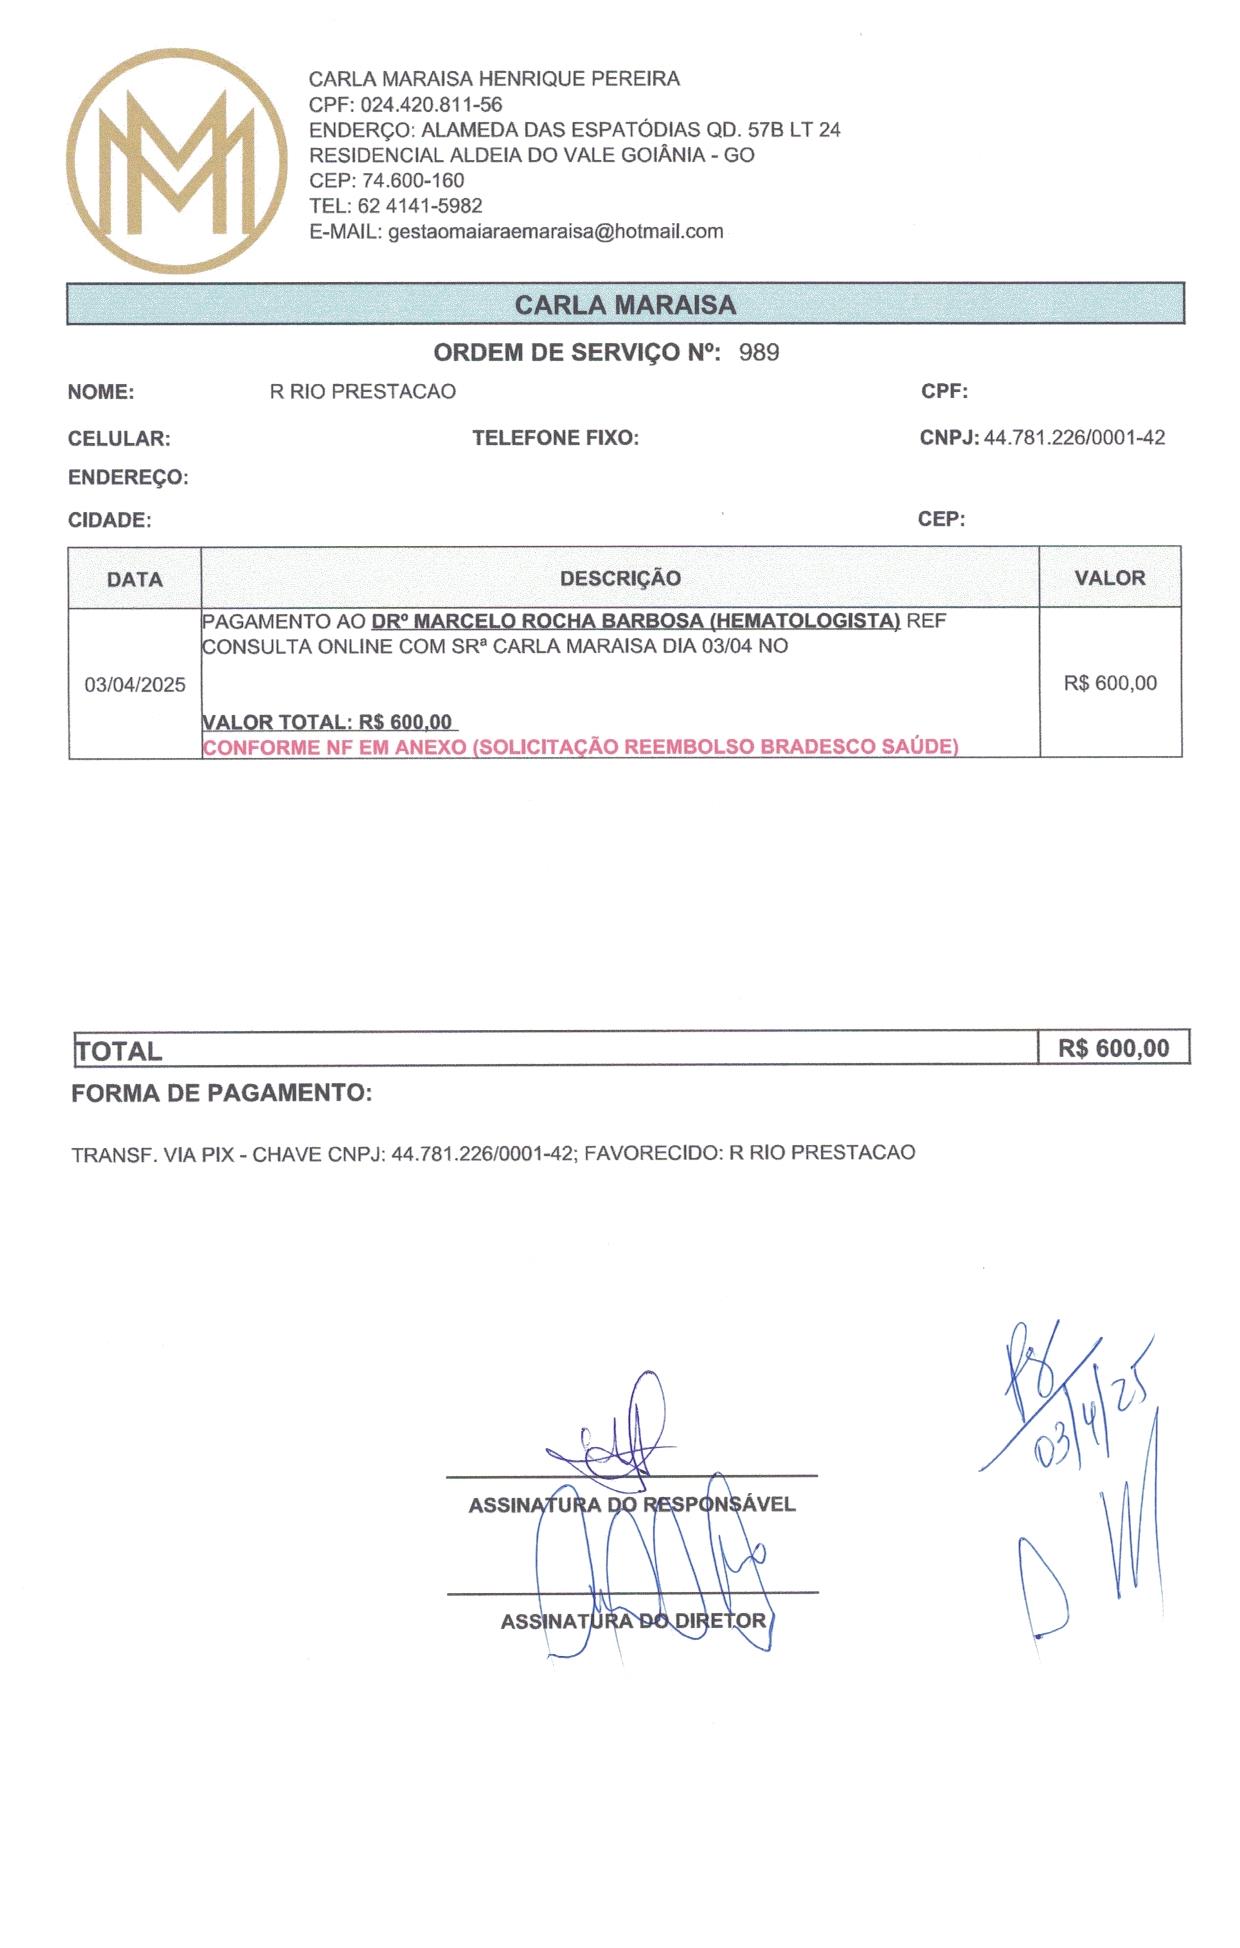 CARLA MARAISA HENRIQUE PEREIRA
CPF: 024.420.811-56
ENDERÇO: ALAMEDA DAS ESPATÓDIAS QD. 57B LT 24
RESIDENCIAL ALDEIA DO VALE GOIÂNIA - GO
CEP: 74.600-160
TEL: 62 4141-5982
E-MAIL: gestaomaiaraemaraisa@hotmail.com
CARLA MARAISA
ORDEM DE SERVIÇO Nº: 989
NOME: R RIO PRESTACAO CPF:
CELULAR: TELEFONE FIXO: CNPJ: 44.781.226/0001-42
ENDEREÇO:
CIDADE: CEP:
DATA DESCRIÇÃO VALOR
PAGAMENTO AO DRº MARCELO ROCHA BARBOSA (HEMATOLOGISTA) REF
CONSULTA ONLINE COM SRª CARLA MARAISA DIA 03/04 NO
03/04/2025 R$ 600,00
VALOR TOTAL: R$ 600,00
CONFORME NF EM ANEXO (SOLICITAÇÃO REEMBOLSO BRADESCO SAÚDE)
TOTAL R$ 600,00
FORMA DE PAGAMENTO:
TRANSF. VIA PIX - CHAVE CNPJ: 44.781.226/0001-42; FAVORECIDO: R RIO PRESTACAO
03/4/25
ASSINATURA DO RESPONSÁVEL
ASSINATURA DO DIRETOR